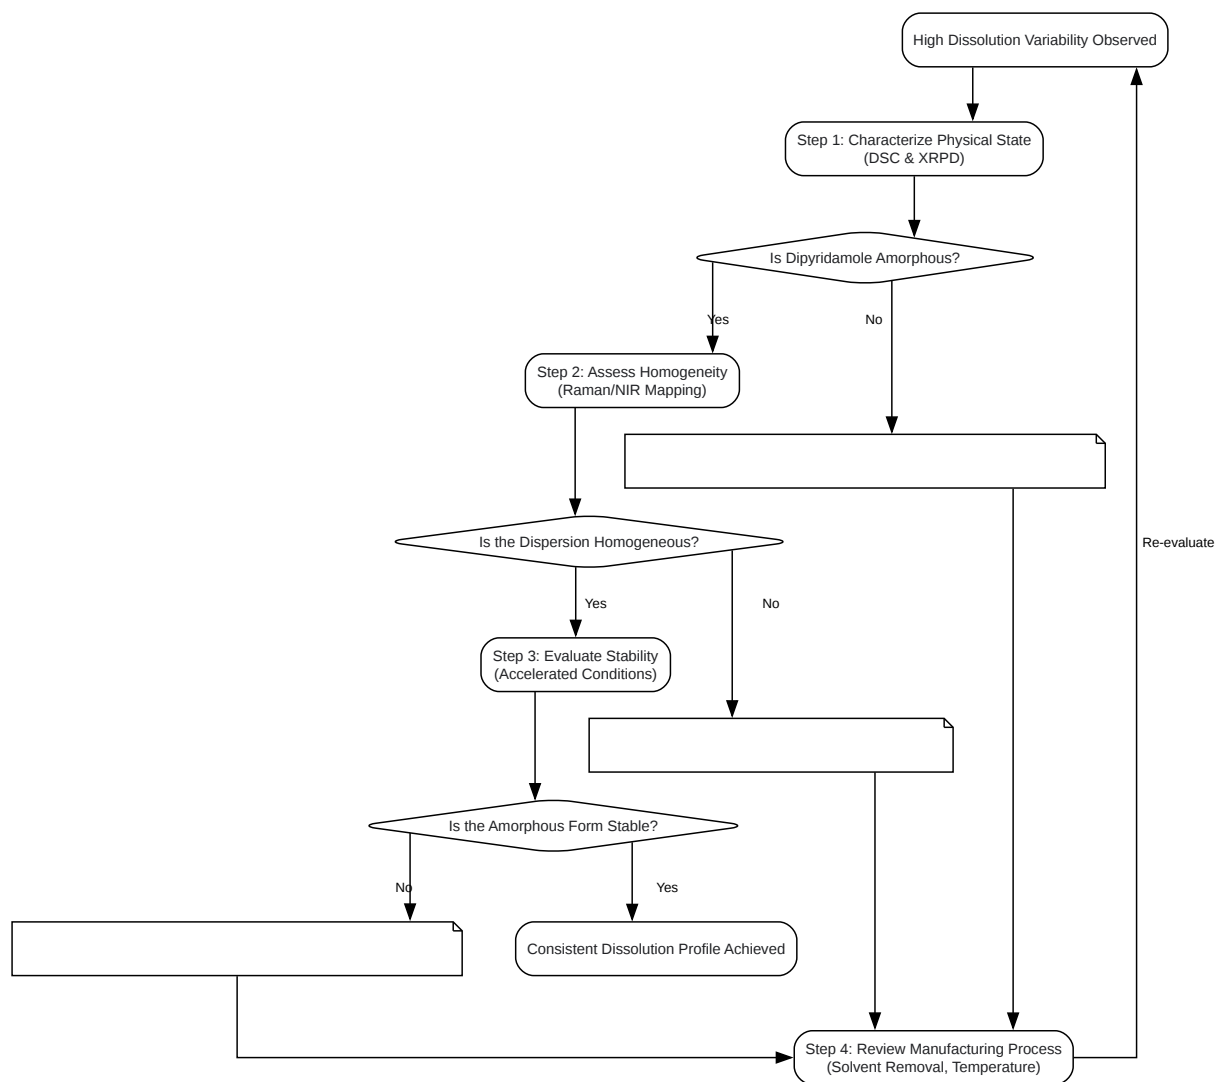 High Dissolution Variability Observed
Step 1: Characterize Physical State
(DSC & XRPD)
Is Dipyridamole Amorphous?
Yes
No
Step 2: Assess Homogeneity
(Raman/NIR Mapping)
Is the Dispersion Homogeneous?
Re-evaluate
Yes
No
Step 3: Evaluate Stability
(Accelerated Conditions)
Is the Amorphous Form Stable?
No
Yes
Consistent Dissolution Profile Achieved
Step 4: Review Manufacturing Process
(Solvent Removal, Temperature)